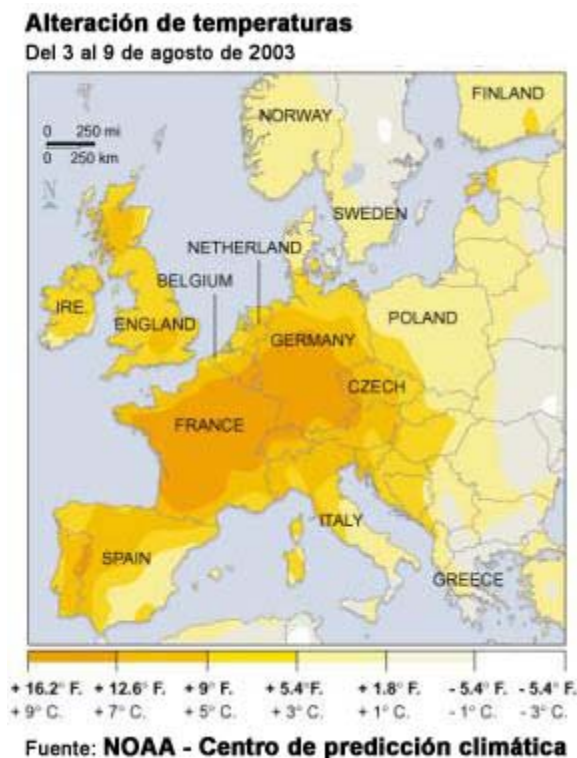 Alteración de temperaturas
Del 3 al 9 de agosto de 2003
FINLAND
NORWAY
0 250 mi
0 250 km
N
SWEDEN
NETHERLAND
BELGIUM
IRE.
ENGLAND
POLAND
GERMANY
CZECH
FRANCE
ITALY
SPAIN
GREECE
+ 16.2° F. + 12.6° F. + 9° F. + 5.4° F. + 1.8° F. - 5.4° F. - 5.4° F.
+ 9° C. + 7° C. + 5° C. + 3° C. + 1° C. - 1° C. - 3° C.
Fuente: NOAA - Centro de predicción climática